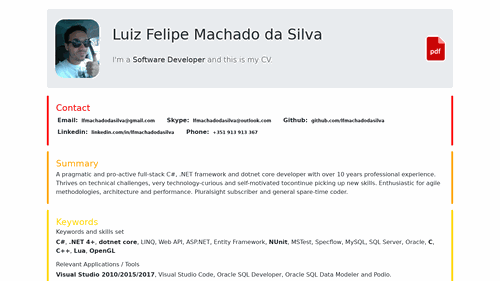 Luiz Felipe Machado da Silva
I'm a Software Developer and this is my CV.
pdf
Contact
Email: lfmachadodasilva@gmail.com Skype: lfmachadodasilva@outlook.com Github: github.com/lfmachadodasilva
Linkedin: linkedin.com/in/lfmachadodasilva Phone: +351 913 913 367
Summary
A pragmatic and pro-active full-stack C#, .NET framework and dotnet core developer with over 10 years professional experience.
Thrives on technical challenges, very technology-curious and self-motivated tocontinue picking up new skills. Enthusiastic for agile
methodologies, architecture and performance. Pluralsight subscriber and general spare-time coder.
Keywords
Keywords and skills set
C#, .NET 4+, dotnet core, LINQ, Web API, ASP.NET, Entity Framework, NUnit, MSTest, Specflow, MySQL, SQL Server, Oracle, C,
C++, Lua, OpenGL
Relevant Applications / Tools
Visual Studio 2010/2015/2017, Visual Studio Code, Oracle SQL Developer, Oracle SQL Data Modeler and Podio.